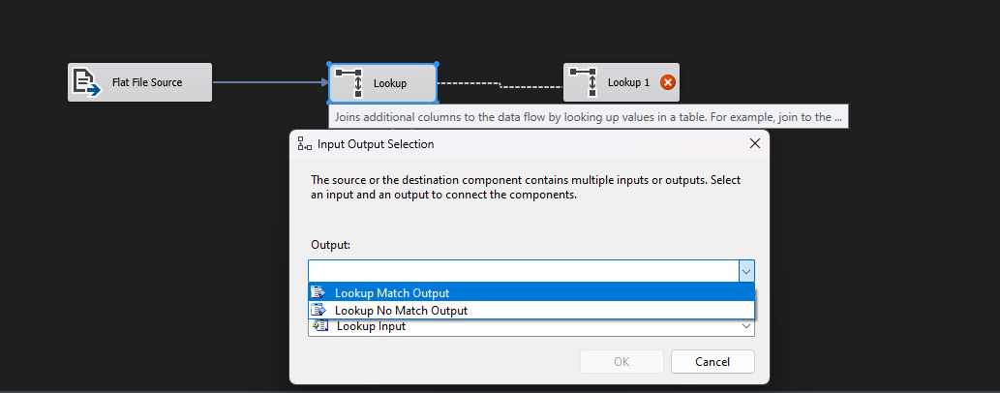 Flat File Source
Lookup
Lookup 1
Joins additional columns to the data flow by looking up values in a table. For example, join to the ...
Input Output Selection
The source or the destination component contains multiple inputs or outputs. Select
an input and an output to connect the components.
Output:
Lookup Match Output
Lookup No Match Output
Lookup Input
OK
Cancel